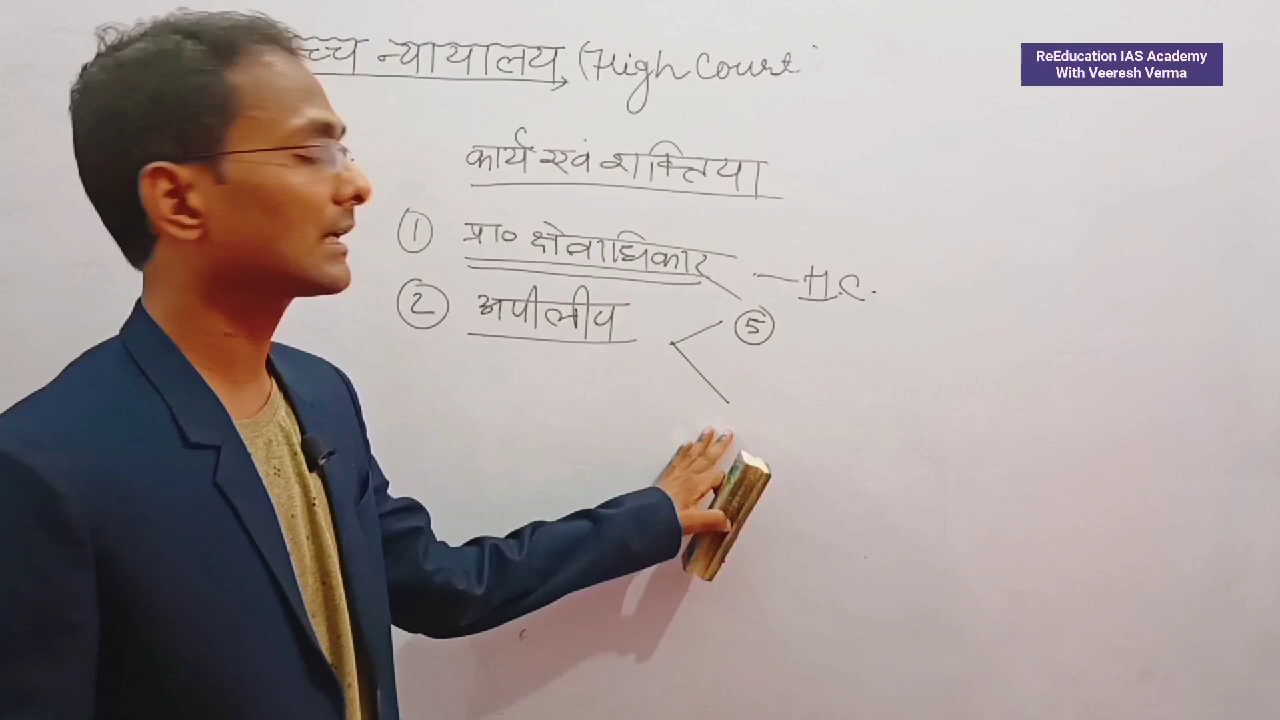 च्च न्यायालय (High Court
ReEducation IAS Academy
With Veeresh Verma
कार्य एवं शक्तिया
① प्रा० क्षेत्राधिकार — H.C.
② अपीलीय ⑤